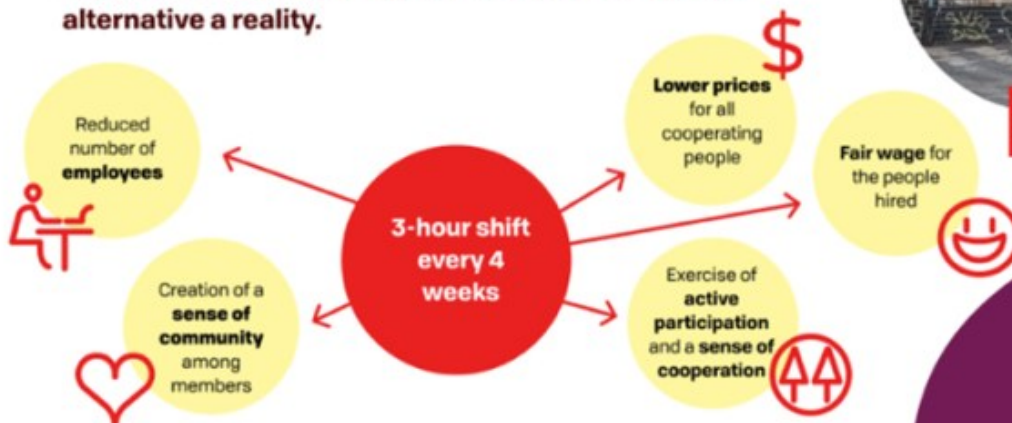 alternative a reality.
Reduced
number of
employees
Creation of a
sense of
community
among
members
3-hour shift
every 4
weeks
$
Lower prices
for all
cooperating
people
Fair wage for
the people
hired
Exercise of
active
participation
and a sense of
cooperation